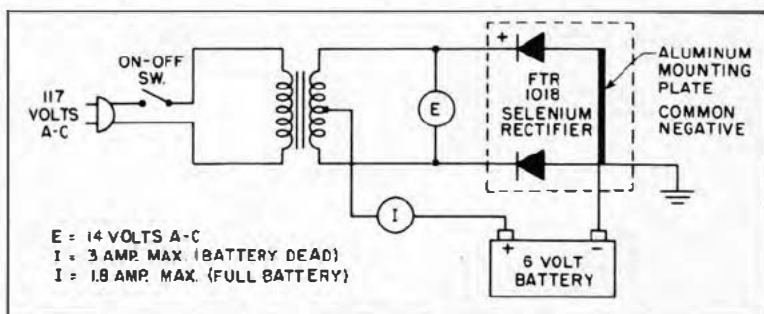 ON-OFF
SW.
117
VOLTS
A-C
E
+
FTR
1018
SELENIUM
RECTIFIER
ALUMINUM
MOUNTING
PLATE
COMMON
NEGATIVE
I
+ −
6 VOLT
BATTERY
E = 14 VOLTS A-C
I = 3 AMP. MAX. (BATTERY DEAD)
I = 1.8 AMP. MAX. (FULL BATTERY)